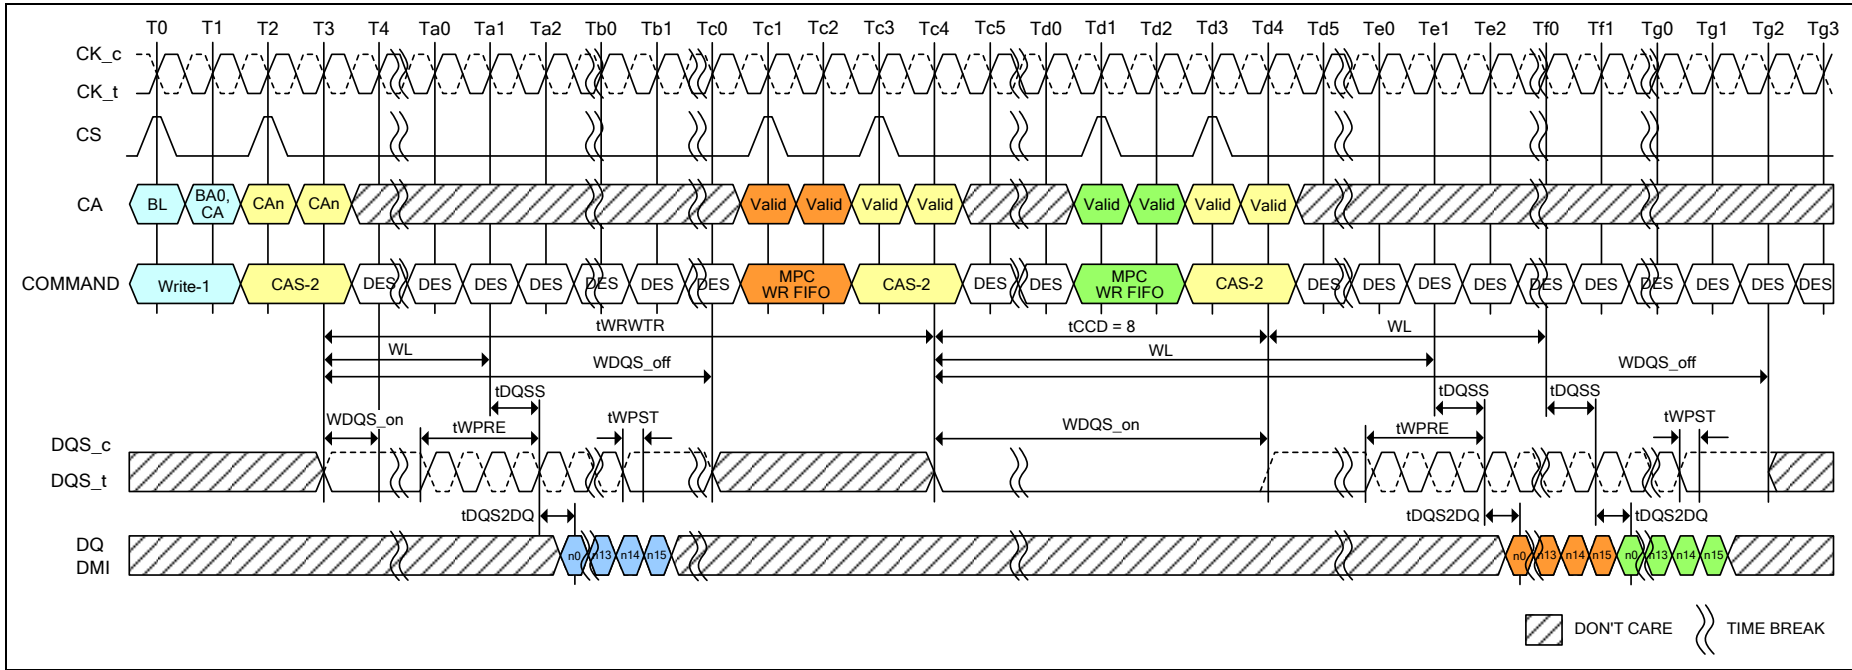 T0 T1 T2 T3 T4 Ta0 Ta1 Ta2 Tb0 Tb1 Tc0 Tc1 Tc2 Tc3 Tc4 Tc5 Td0 Td1 Td2 Td3 Td4 Td5 Te0 Te1 Te2 Tf0 Tf1 Tg0 Tg1 Tg2 Tg3
CK_c
CK_t
CS
CA BL BA0, CA CAn CAn Valid Valid Valid Valid Valid Valid Valid Valid
COMMAND Write-1 CAS-2 DES DES DES DES DES DES DES MPC WR FIFO CAS-2 DES DES MPC WR FIFO CAS-2 DES DES DES DES DES DES DES DES DES DES
tWRWTR tCCD = 8 WL
WL WL
WDQS_off WDQS_off
tDQSS tDQSS tDQSS
WDQS_on tWPRE tWPST WDQS_on tWPRE tWPST
DQS_c
DQS_t
tDQS2DQ tDQS2DQ tDQS2DQ
DQ
DMI
n0 n13 n14 n15 n0 n13 n14 n15 n0 n13 n14 n15
DON'T CARE TIME BREAK